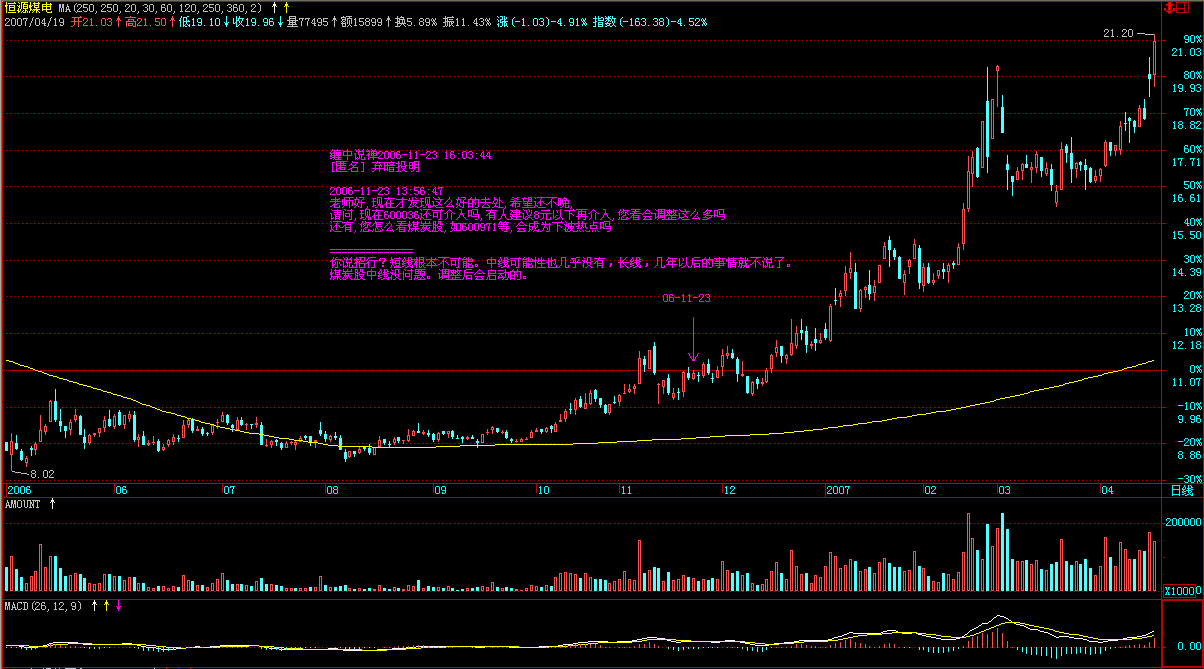 恒源煤电 MA(250,250,20,30,60,120,250,360,2) ↑ ↑
2007/04/19 开21.03↑高21.50↑低19.10↓收19.96↓量77495↑额15899↑换5.89% 振11.43% 涨(-1.03)-4.91% 指数(-163.38)-4.52%
21.20
90%
21.03
80%
19.93
70%
18.82
缠中说禅2006-11-23 16:03:44
60%
[匿名] 弃暗投明
17.71
2006-11-23 13:56:47
50%
老师好,现在才发现这么好的去处,希望还不晚,
16.61
请问,现在600036还可介入吗,有人建议8元以下再介入,您看会调整这么多吗
40%
还有,您怎么看煤炭股,如600971等,会成为下波热点吗
15.50
==============
30%
你说招行?短线根本不可能。中线可能性也几乎没有,长线,几年以后的事情就不说了。
14.39
煤炭股中线没问题。调整后会启动的。
06-11-23
20%
13.28
10%
12.18
0%
11.07
-10%
9.96
-20%
8.86
8.02
-30%
2006 06 07 08 09 10 11 12 2007 02 03 04 日线
AMOUNT ↑
200000
X1000
MACD(26,12,9) ↑ ↑ ↓
0.00